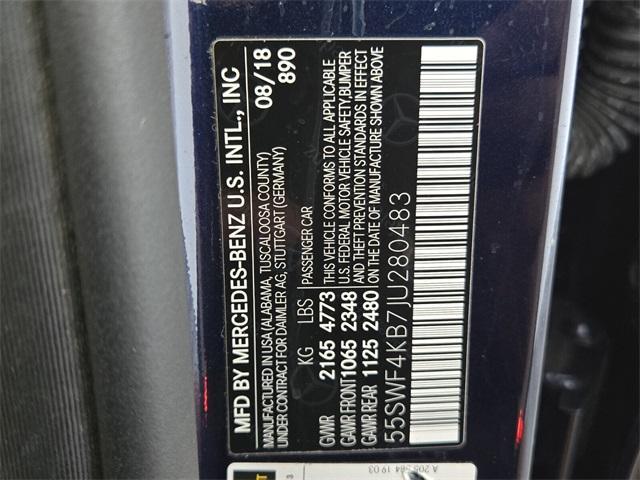 MFD BY MERCEDES-BENZ U.S. INTL., INC
MANUFACTURED IN USA (ALABAMA, TUSCALOOSA COUNTY)
UNDER CONTRACT FOR DAIMLER AG, STUTTGART (GERMANY)
08/18
890
KG LBS PASSENGER CAR
GVWR 2165 4773
GAWR FRONT 1065 2348
GAWR REAR 1125 2480
THIS VEHICLE CONFORMS TO ALL APPLICABLE
U.S. FEDERAL MOTOR VEHICLE SAFETY, BUMPER
AND THEFT PREVENTION STANDARDS IN EFFECT
ON DATE OF MANUFACTURE SHOWN ABOVE
55SWF4KB7JU280483
A 205 584 19 03